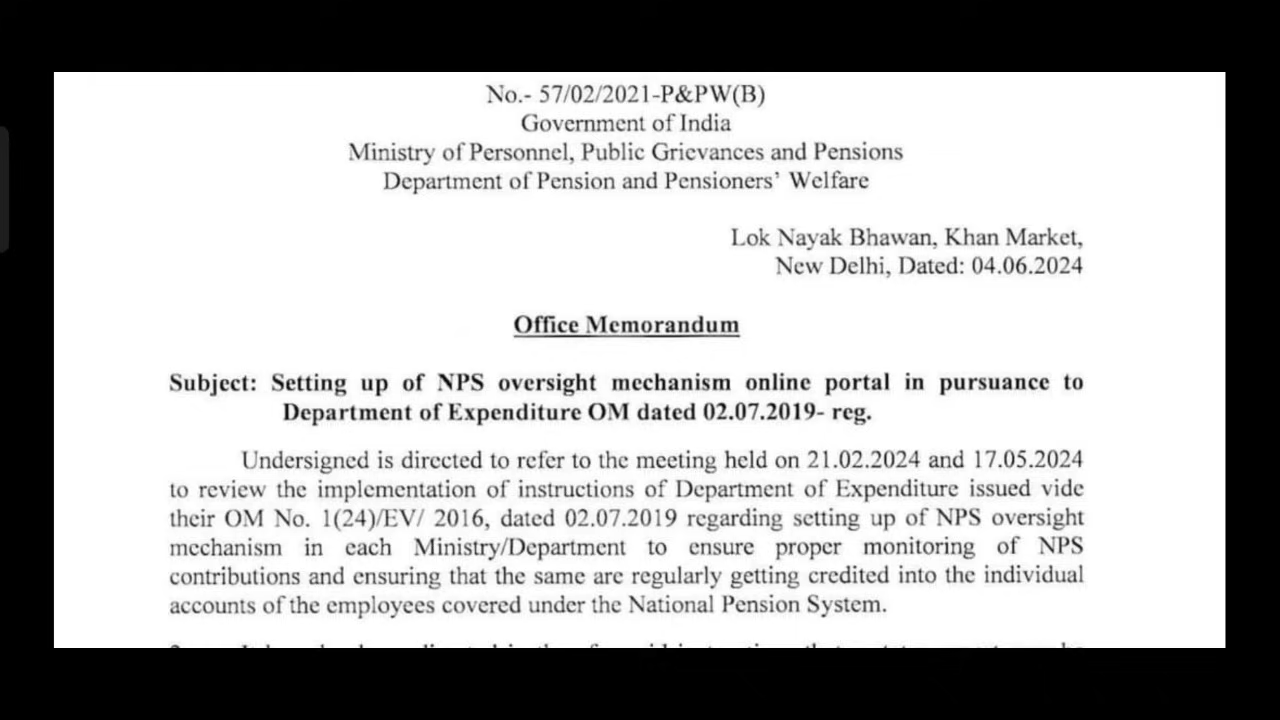 No.- 57/02/2021-P&PW(B)
Government of India
Ministry of Personnel, Public Grievances and Pensions
Department of Pension and Pensioners' Welfare
Lok Nayak Bhawan, Khan Market,
New Delhi, Dated: 04.06.2024
Office Memorandum
Subject: Setting up of NPS oversight mechanism online portal in pursuance to
Department of Expenditure OM dated 02.07.2019- reg.
Undersigned is directed to refer to the meeting held on 21.02.2024 and 17.05.2024
to review the implementation of instructions of Department of Expenditure issued vide
their OM No. 1(24)/EV/ 2016, dated 02.07.2019 regarding setting up of NPS oversight
mechanism in each Ministry/Department to ensure proper monitoring of NPS
contributions and ensuring that the same are regularly getting credited into the individual
accounts of the employees covered under the National Pension System.